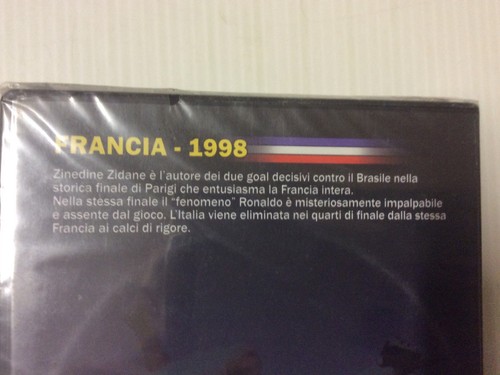 FRANCIA - 1998
Zinedine Zidane è l'autore dei due goal decisivi contro il Brasile nella
storica finale di Parigi che entusiasma la Francia intera.
Nella stessa finale il "fenomeno" Ronaldo è misteriosamente impalpabile
e assente dal gioco. L'Italia viene eliminata nei quarti di finale dalla stessa
Francia ai calci di rigore.